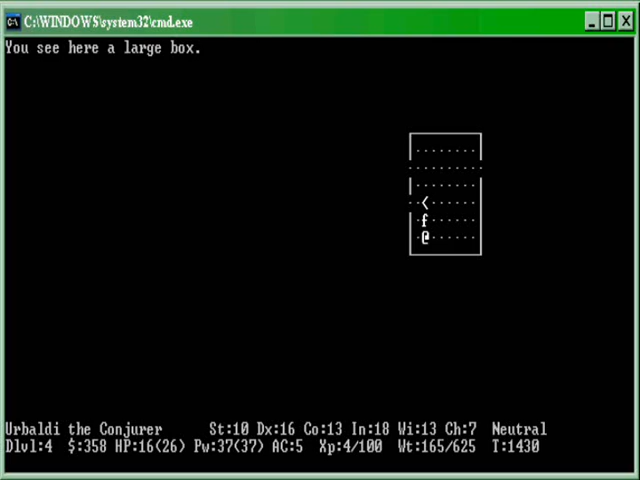 C:\WINDOWS\system32\cmd.exe
You see here a large box.
. . . . . . . .
. . . . . . . . . .
. . . . . . . .
. . < . . . . . .
. f . . . . . .
. @ . . . . . .
Urbaldi the Conjurer St:10 Dx:16 Co:13 In:18 Wi:13 Ch:7 Neutral
Dlvl:4 $:358 HP:16(26) Pw:37(37) AC:5 Xp:4/100 Wt:165/625 T:1430